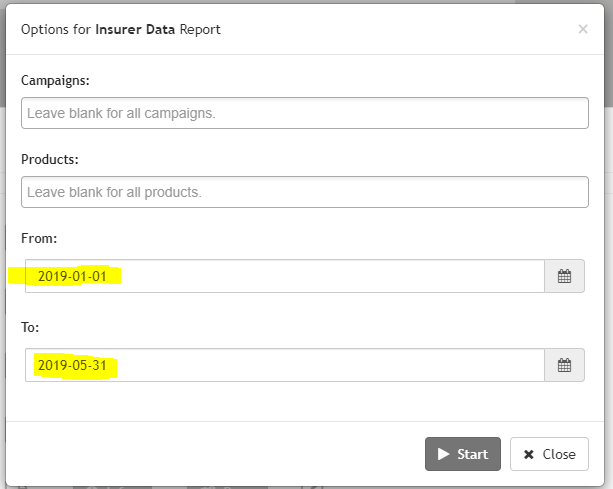 Options for Insurer Data Report ×
Campaigns:
Leave blank for all campaigns.
Products:
Leave blank for all products.
From:
2019-01-01
To:
2019-05-31
Start Close